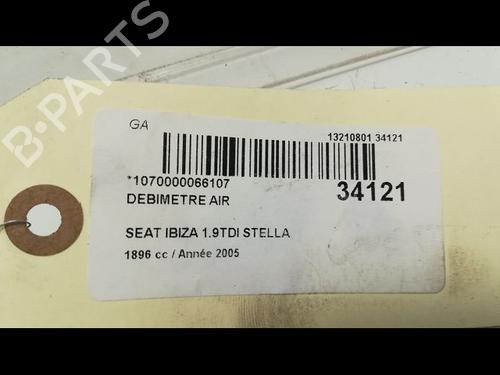 B-PARTS
GA
13210801 34121
*1070000066107
34121
DEBIMETRE AIR
SEAT IBIZA 1.9TDI STELLA
1896 cc / Année 2005